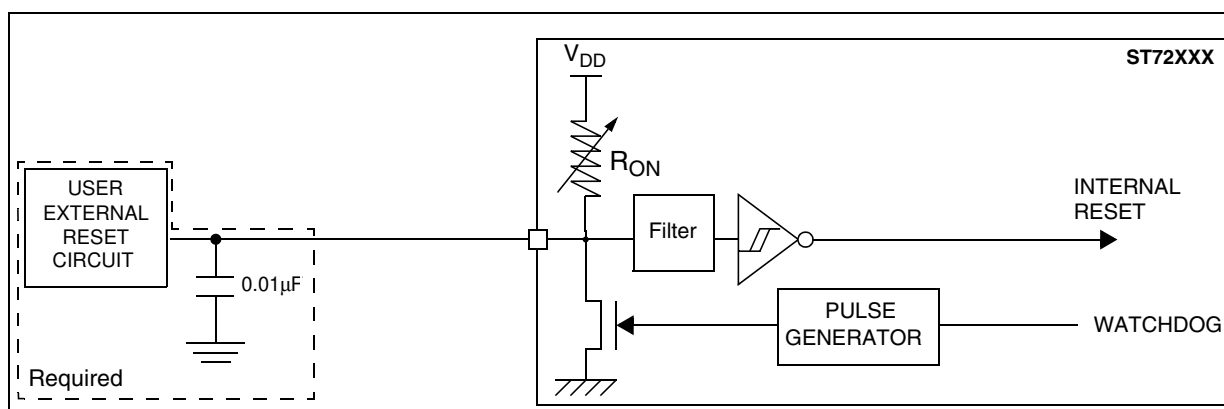 V_DD
ST72XXX
R_ON
USER
EXTERNAL
RESET
CIRCUIT
Filter
INTERNAL
RESET
0.01µF
PULSE
GENERATOR
WATCHDOG
Required